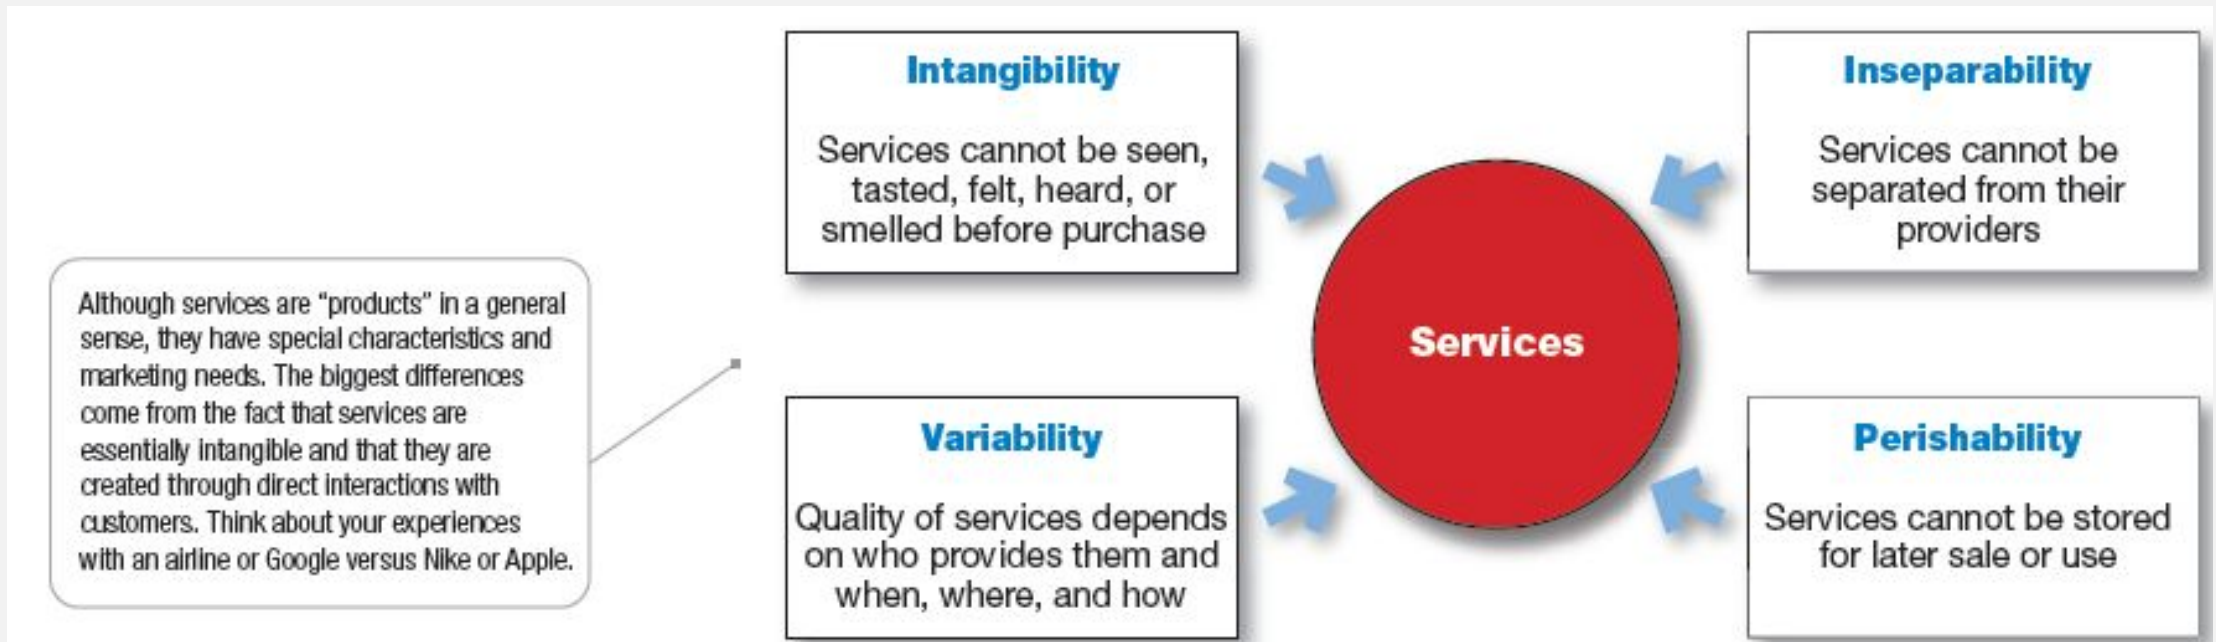 Intangibility
Services cannot be seen,
tasted, felt, heard, or
smelled before purchase
Inseparability
Services cannot be
separated from their
providers
Although services are “products” in a general
sense, they have special characteristics and
marketing needs. The biggest differences
come from the fact that services are
essentially intangible and that they are
created through direct interactions with
customers. Think about your experiences
with an airline or Google versus Nike or Apple.
Services
Variability
Quality of services depends
on who provides them and
when, where, and how
Perishability
Services cannot be stored
for later sale or use